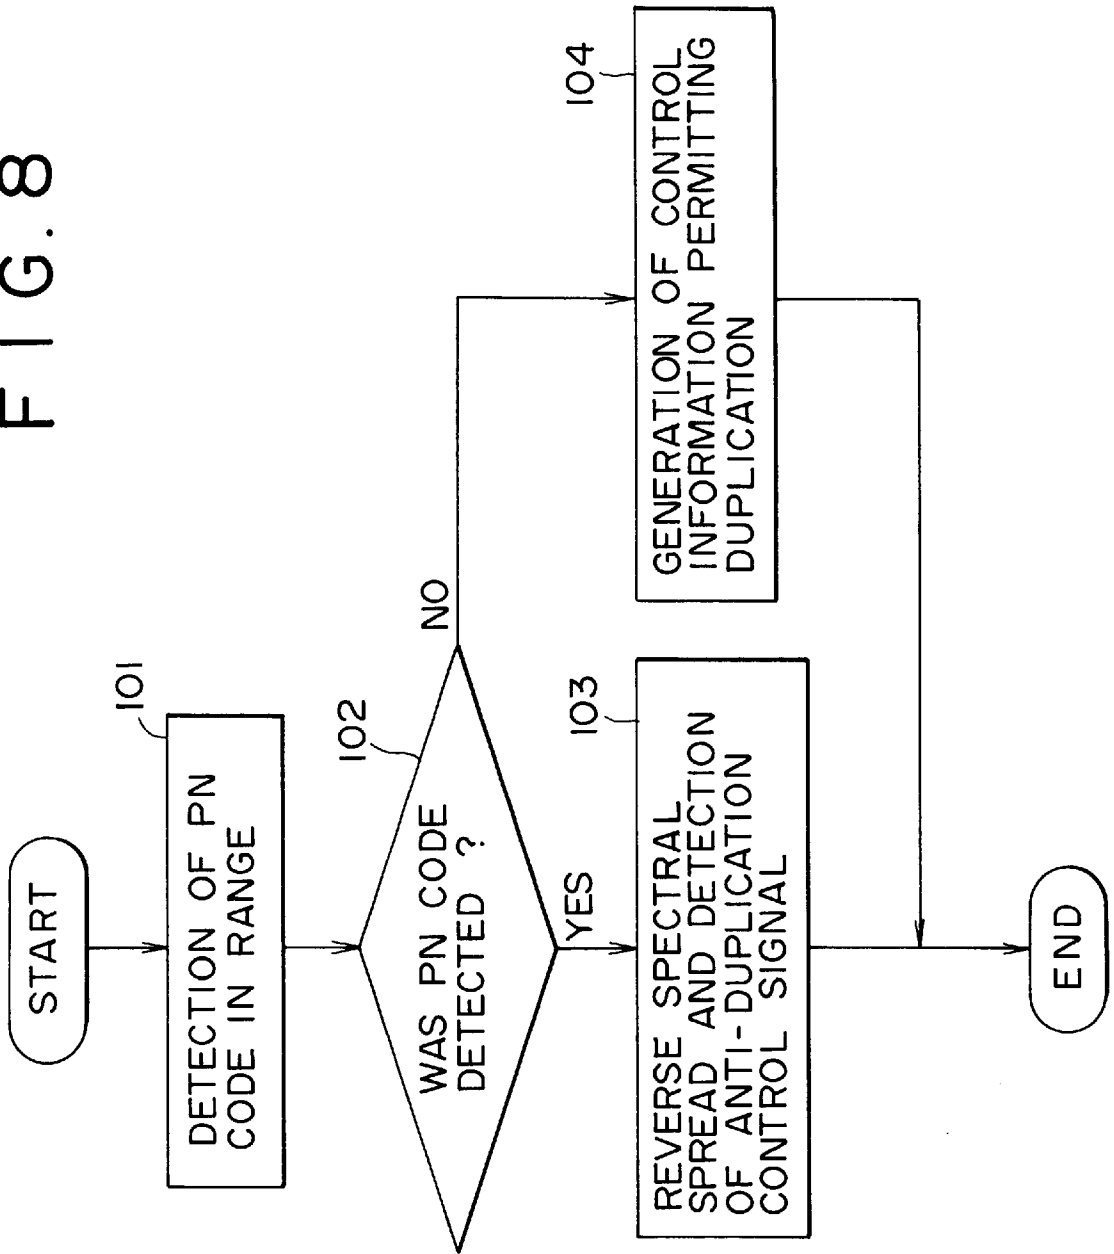 FIG. 8
START
101
DETECTION OF PN
CODE IN RANGE
102
WAS PN CODE
DETECTED ?
NO
YES
103
REVERSE SPECTRAL
SPREAD AND DETECTION
OF ANTI-DUPLICATION
CONTROL SIGNAL
104
GENERATION OF CONTROL
INFORMATION PERMITTING
DUPLICATION
END